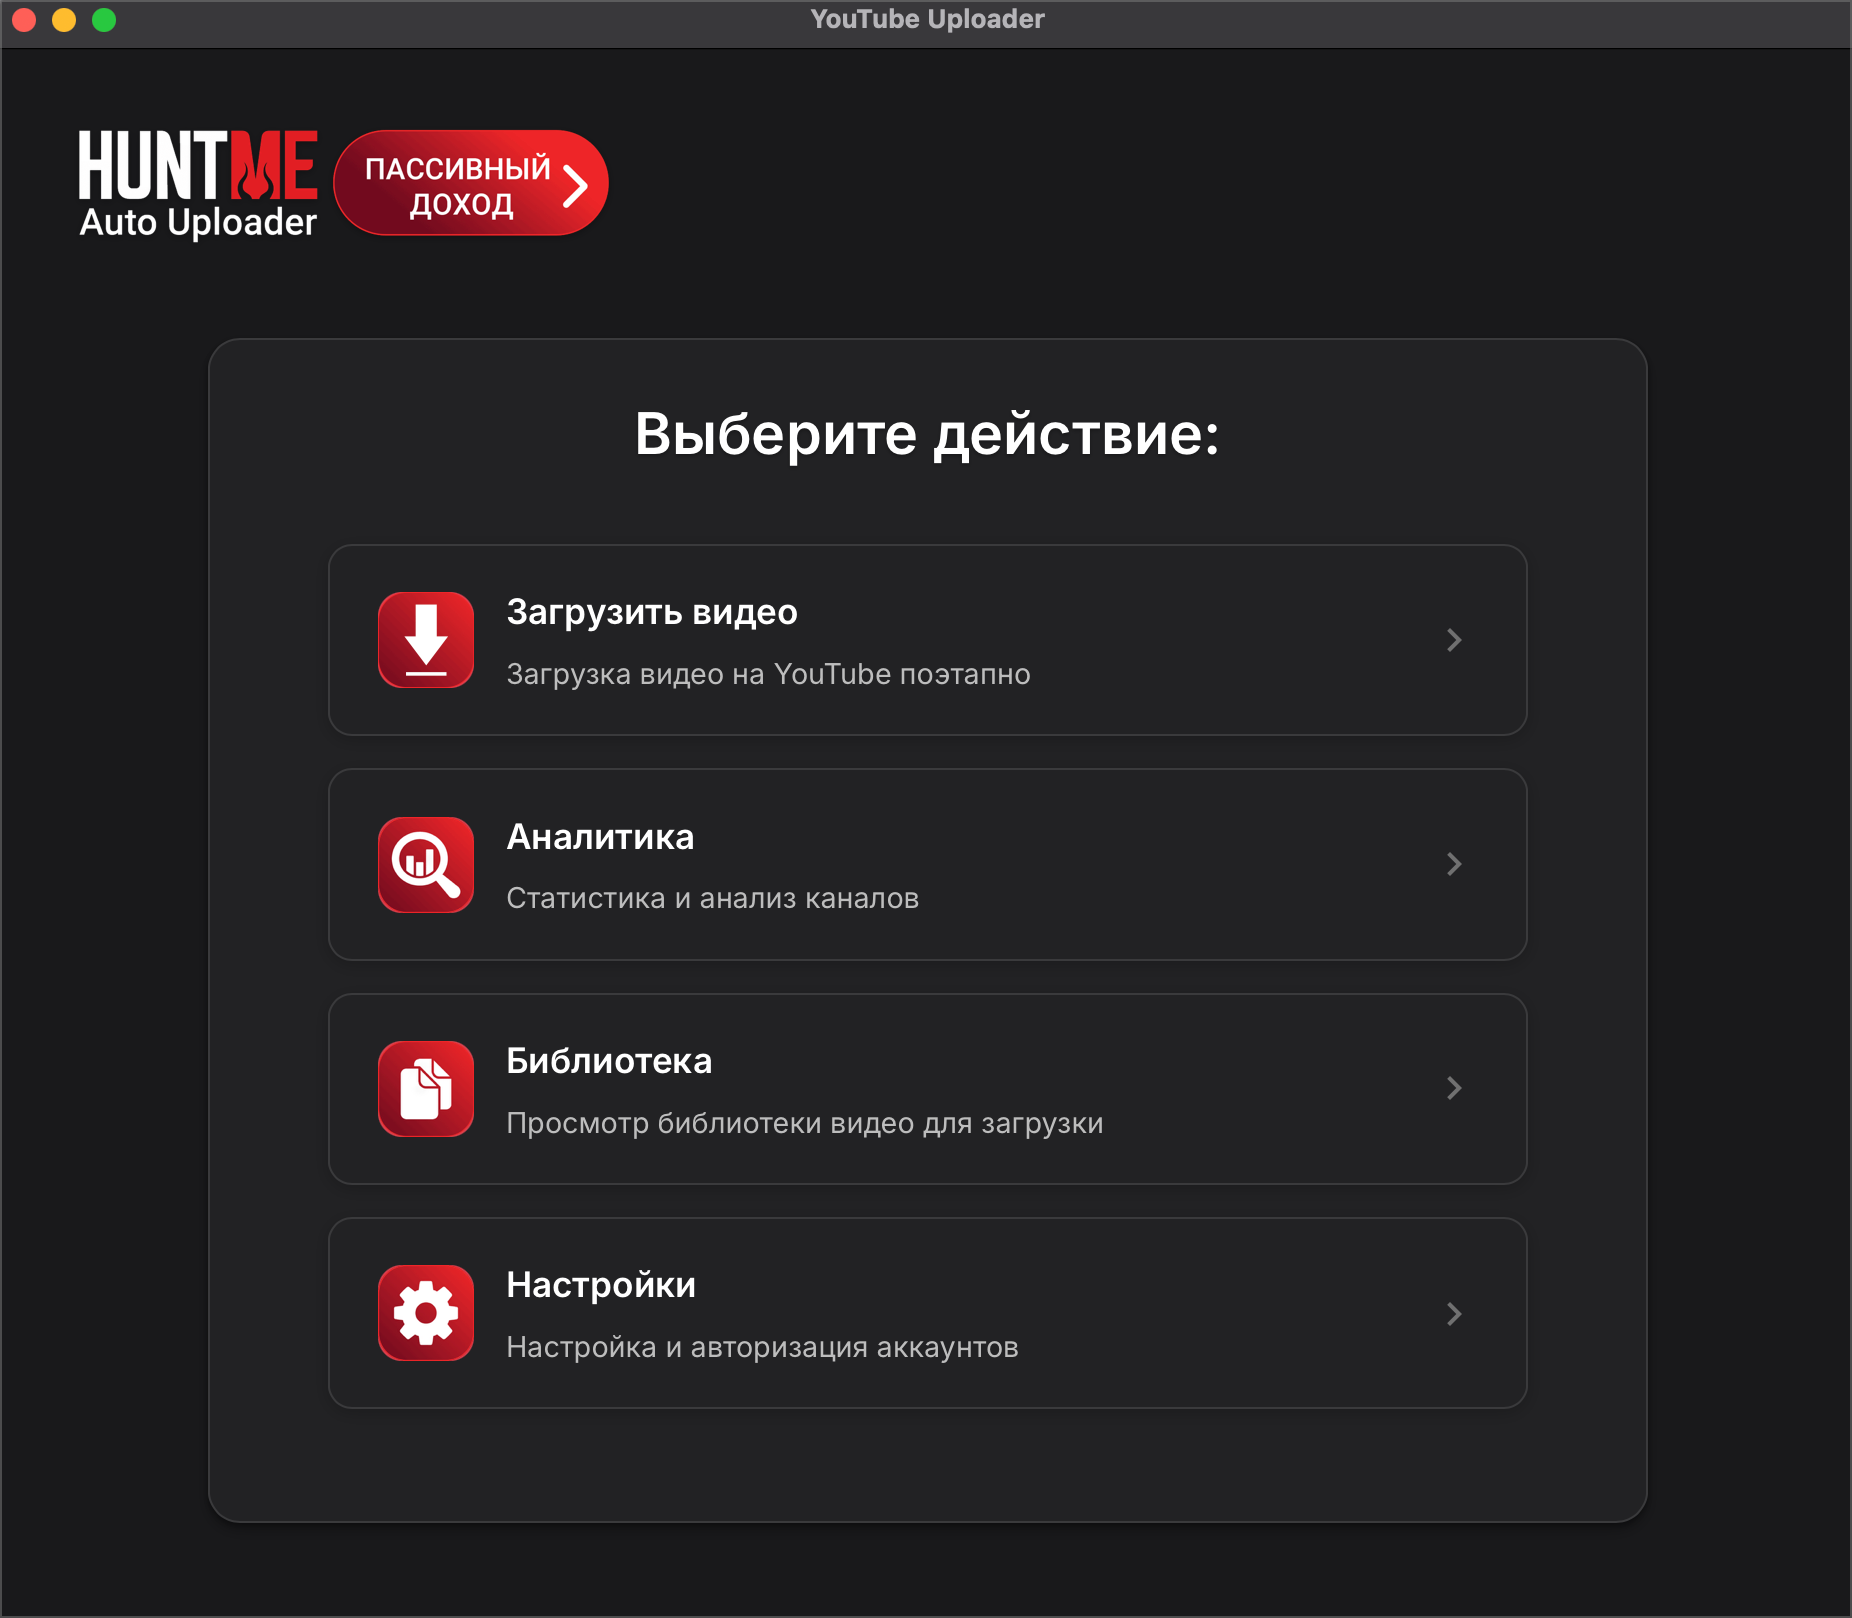 YouTube Uploader
HUNTME
Auto Uploader
ПАССИВНЫЙ
ДОХОД
Выберите действие:
Загрузить видео
Загрузка видео на YouTube поэтапно
Аналитика
Статистика и анализ каналов
Библиотека
Просмотр библиотеки видео для загрузки
Настройки
Настройка и авторизация аккаунтов